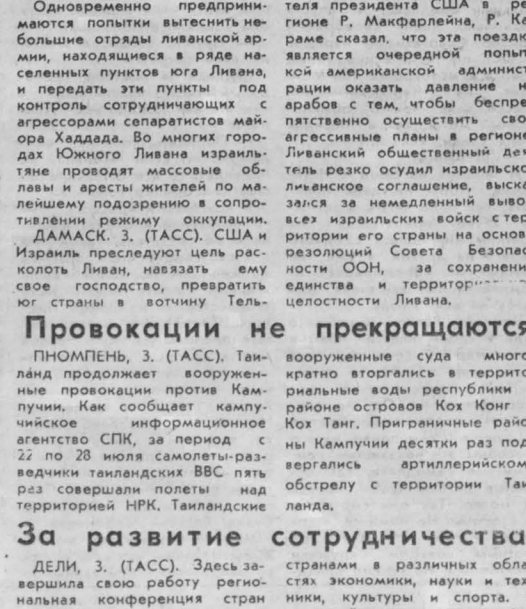 Одновременно предприни-
маются попытки вытеснить не-
большие отряды ливанской ар-
мии, находящиеся в ряде на-
селенных пунктов юга Ливана,
и передать эти пункты под
контроль сотрудничающих с
агрессорами сепаратистов май-
ора Хаддада. Во многих горо-
дах Южного Ливана израиль-
тяне проводят массовые об-
лавы и аресты жителей по ма-
лейшему подозрению в сопро-
тивлении режиму оккупации.
ДАМАСК. 3. (ТАСС). США и
Израиль преследуют цель рас-
колоть Ливан, навязать ему
свое господство, превратить
юг страны в вотчину Тель-
теля президента США в ре
гионе Р. Макфарлейна, Р. Ка
раме сказал, что эта поездк
является очередной попыт
кой американской админист
рации оказать давление н
арабов с тем, чтобы беспре
пятственно осуществить сво
агрессивные планы в регионе
Ливанский общественный дея
тель резко осудил израильско
ливанское соглашение, выска
зался за немедленный выво
всех израильских войск с тер
ритории его страны на основ
резолюций Совета Безопас
ности ООН, за сохранени
единства и территор
целостности Ливана.
Провокации не прекращаются
ПНОМПЕНЬ, 3. (ТАСС). Таи-
ланд продолжает вооружен-
ные провокации против Кам-
пучии. Как сообщает кампу-
чийское информационное
агентство СПК, за период с
22 по 28 июля самолеты-раз-
ведчики таиландских ВВС пять
раз совершали полеты над
территорией НРК. Таиландские
вооруженные суда много
кратно вторгались в террито
риальные воды республики
районе островов Кох Конг
Кох Танг. Приграничные райо
ны Кампучии десятки раз под
вергались артиллерийском
обстрелу с территории Таи
ланда.
За развитие сотрудничества
ДЕЛИ, 3. (ТАСС). Здесь за-
вершила свою работу регио-
нальная конференция стран
странами в различных обла
стях экономики, науки и тех
ники, культуры и спорта.